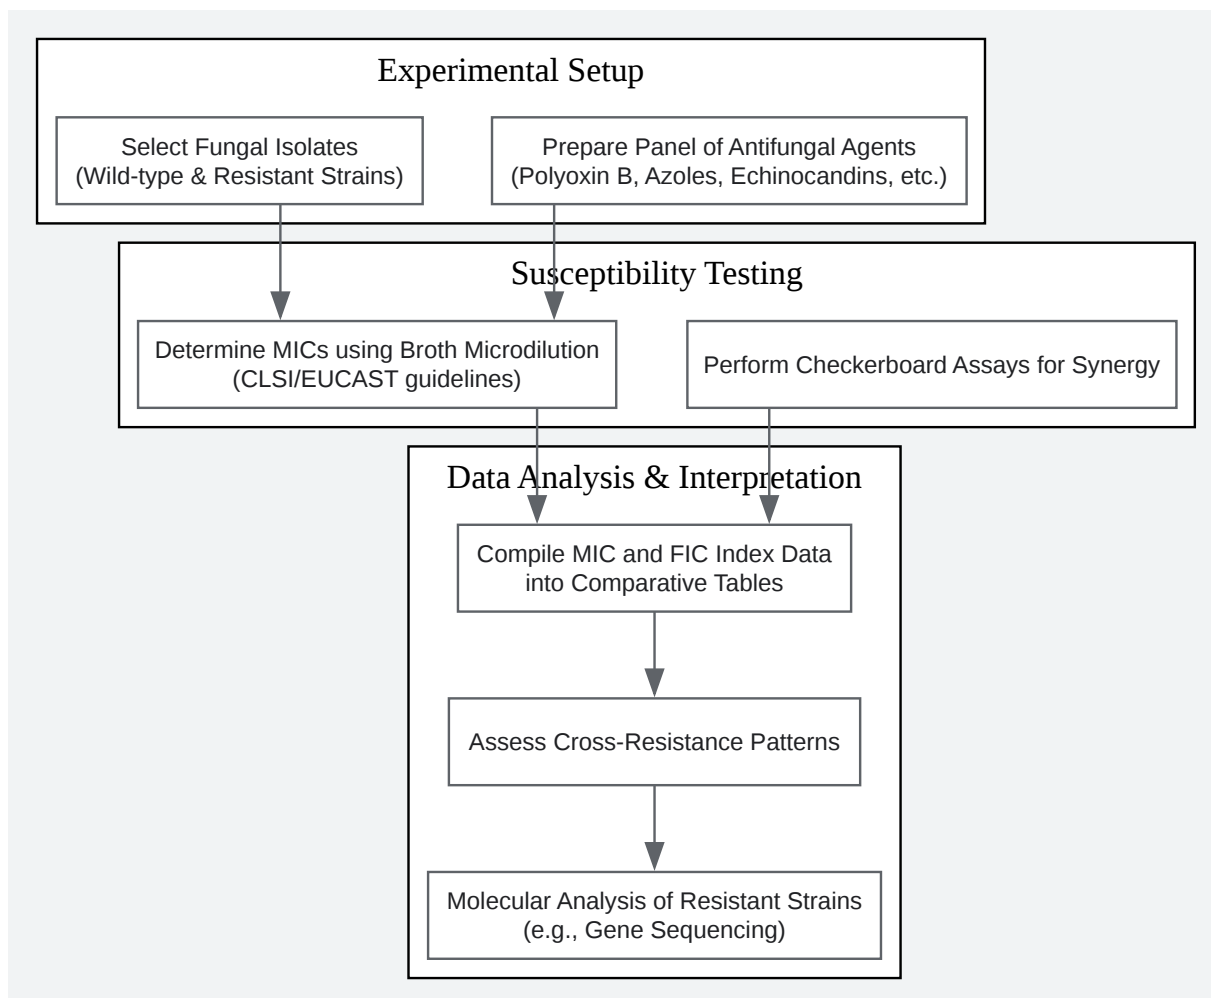 Experimental Setup
Select Fungal Isolates
(Wild-type & Resistant Strains)
Prepare Panel of Antifungal Agents
(Polyoxin B, Azoles, Echinocandins, etc.)
Susceptibility Testing
Determine MICs using Broth Microdilution
(CLSI/EUCAST guidelines)
Perform Checkerboard Assays for Synergy
Data Analysis & Interpretation
Compile MIC and FIC Index Data
into Comparative Tables
Assess Cross-Resistance Patterns
Molecular Analysis of Resistant Strains
(e.g., Gene Sequencing)